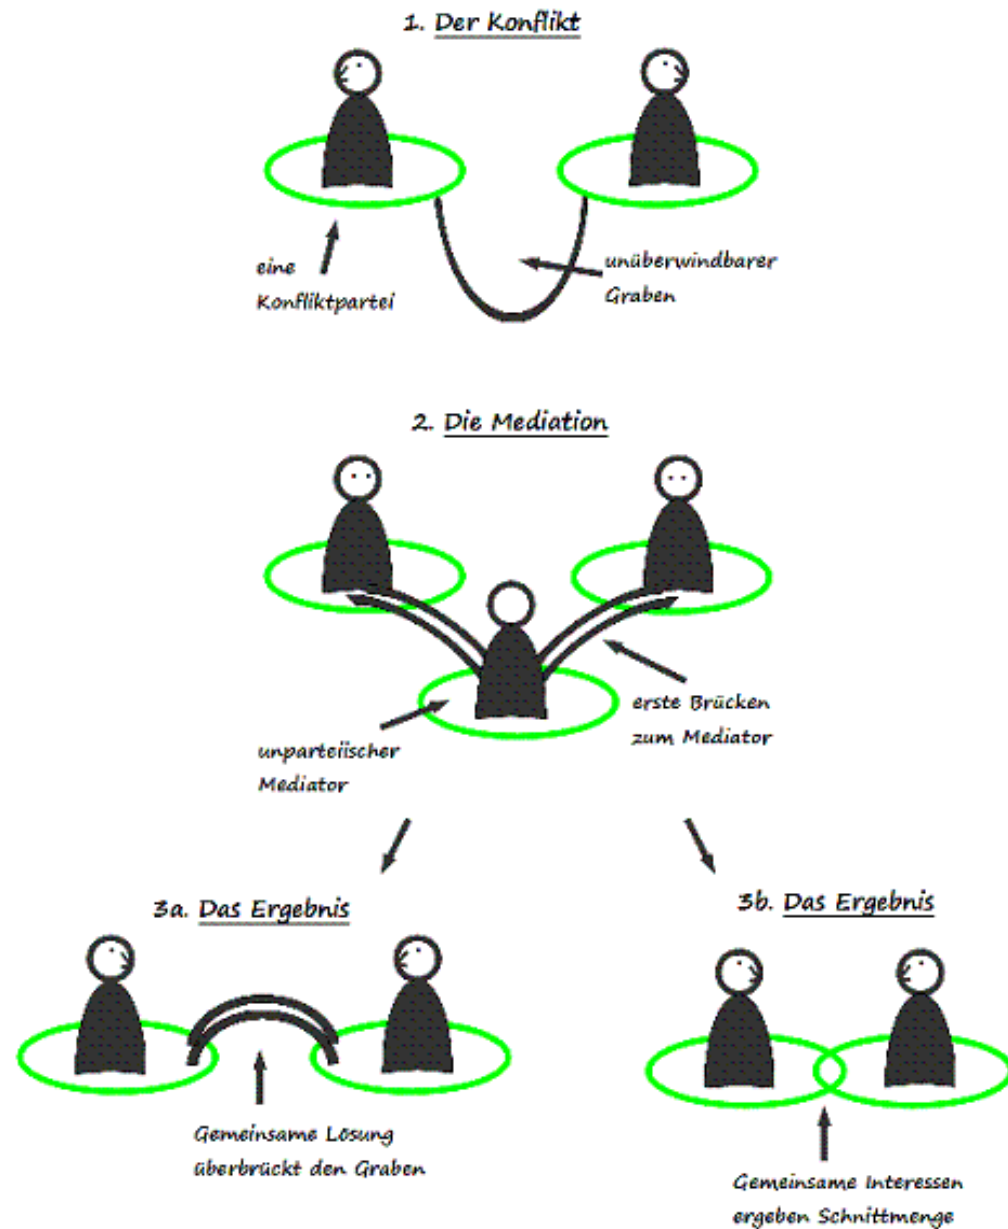 1. Der Konflikt
eine
Konfliktpartei
unüberwindbarer
Graben
2. Die Mediation
unparteiischer
Mediator
erste Brücken
zum Mediator
3a. Das Ergebnis
Gemeinsame Lösung
überbrückt den Graben
3b. Das Ergebnis
Gemeinsame Interessen
ergeben Schnittmenge